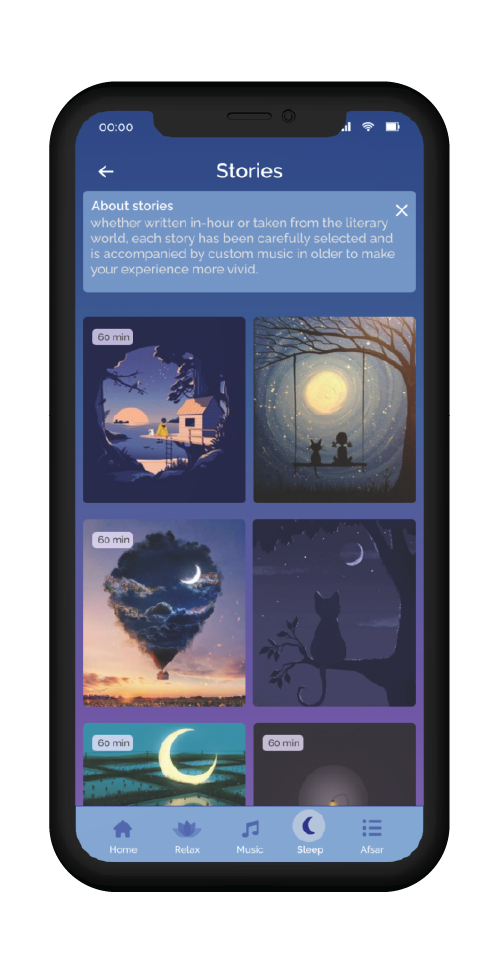 00:00
Stories
About stories
whether written in-hour or taken from the literary
world, each story has been carefully selected and
is accompanied by custom music in older to make
your experience more vivid.
60 min
60 min
60 min
60 min
Home
Relax
Music
Sleep
Afsar